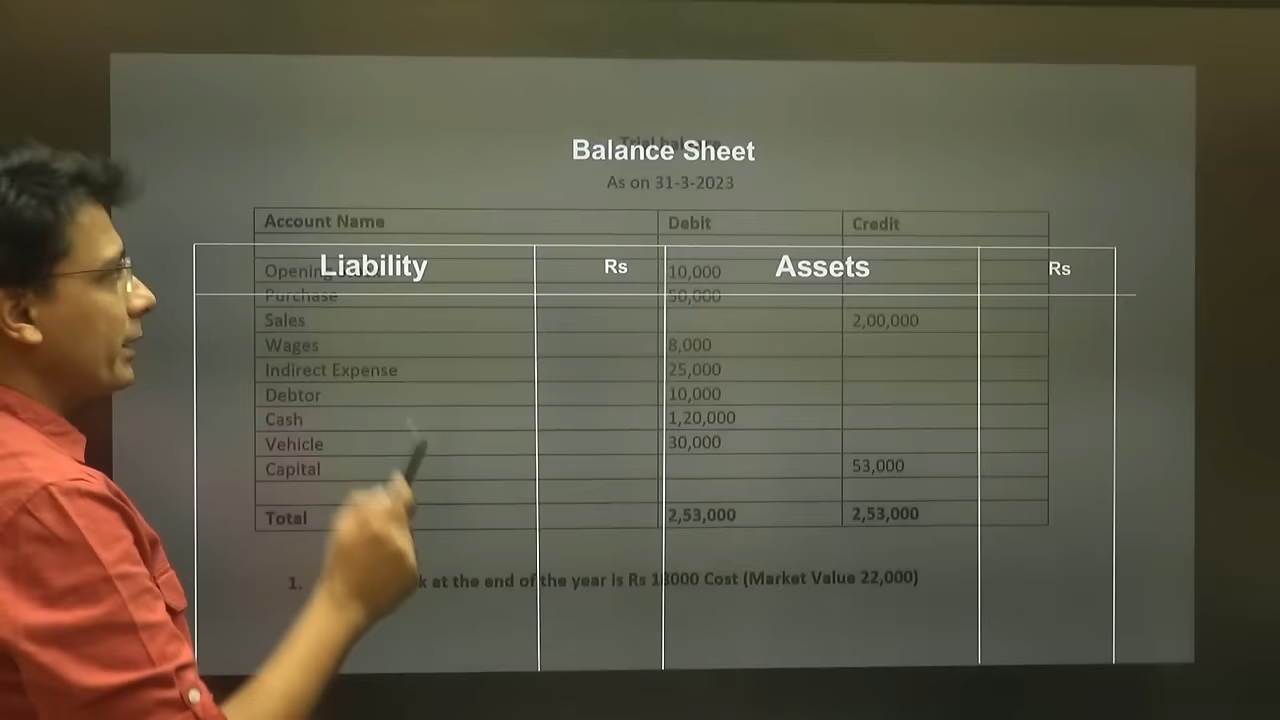 Balance Sheet
As on 31-3-2023
Account Name Debit Credit
Liability Rs Assets Rs
Opening 10,000
Purchase 50,000
Sales 2,00,000
Wages 8,000
Indirect Expense 25,000
Debtor 10,000
Cash 1,20,000
Vehicle 30,000
Capital 53,000
Total 2,53,000 2,53,000
1. at the end of the year is Rs Cost (Market Value 22,000)